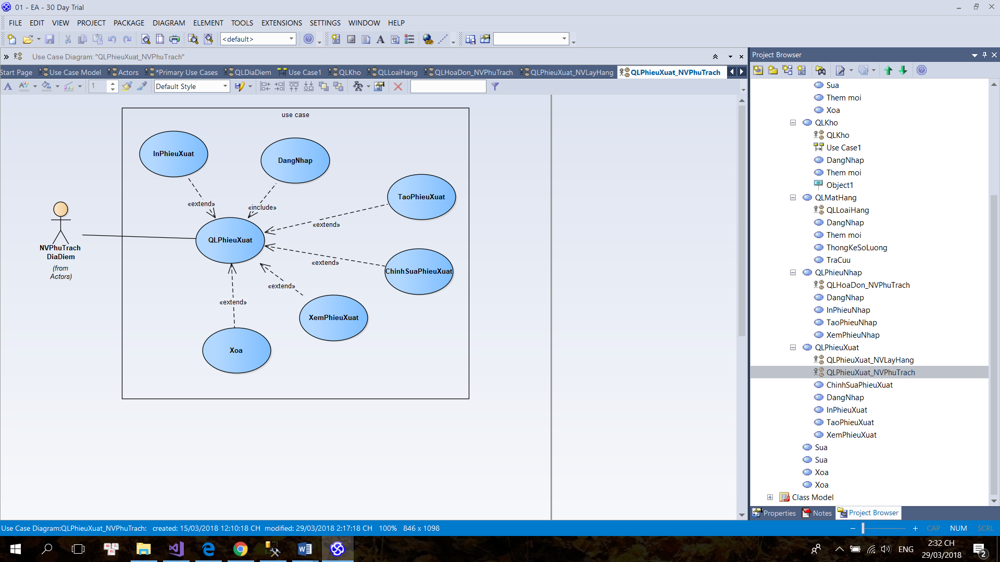 01 - EA - 30 Day Trial
FILE EDIT VIEW PROJECT PACKAGE DIAGRAM ELEMENT TOOLS EXTENSIONS SETTINGS WINDOW HELP
<default>
Use Case Diagram: "QLPhieuXuat_NVPhuTrach"
Start Page Use Case Model Actors *Primary Use Cases QLDiaDiem Use Case1 QLKho QLLoaiHang QLHoaDon_NVPhuTrach QLPhieuXuat_NVLayHang QLPhieuXuat_NVPhuTrach
1 Default Style
use case
InPhieuXuat
DangNhap
TaoPhieuXuat
«extend»
«include»
«extend»
QLPhieuXuat
NVPhuTrach
DiaDiem
(from
Actors)
«extend»
ChinhSuaPhieuXuat
«extend»
«extend»
XemPhieuXuat
Xoa
Project Browser
Sua
Them moi
Xoa
QLKho
QLKho
Use Case1
DangNhap
Them moi
Object1
QLMatHang
QLLoaiHang
DangNhap
Them moi
ThongKeSoLuong
TraCuu
QLPhieuNhap
QLHoaDon_NVPhuTrach
DangNhap
InPhieuNhap
TaoPhieuNhap
XemPhieuNhap
QLPhieuXuat
QLPhieuXuat_NVLayHang
QLPhieuXuat_NVPhuTrach
ChinhSuaPhieuXuat
DangNhap
InPhieuXuat
TaoPhieuXuat
XemPhieuXuat
Sua
Sua
Xoa
Xoa
Class Model
Properties Notes Project Browser
Use Case Diagram:QLPhieuXuat_NVPhuTrach: created: 15/03/2018 12:10:18 CH modified: 29/03/2018 2:17:18 CH 100% 846 x 1098
CAP NUM SCRL
ENG
2:32 CH
29/03/2018
2